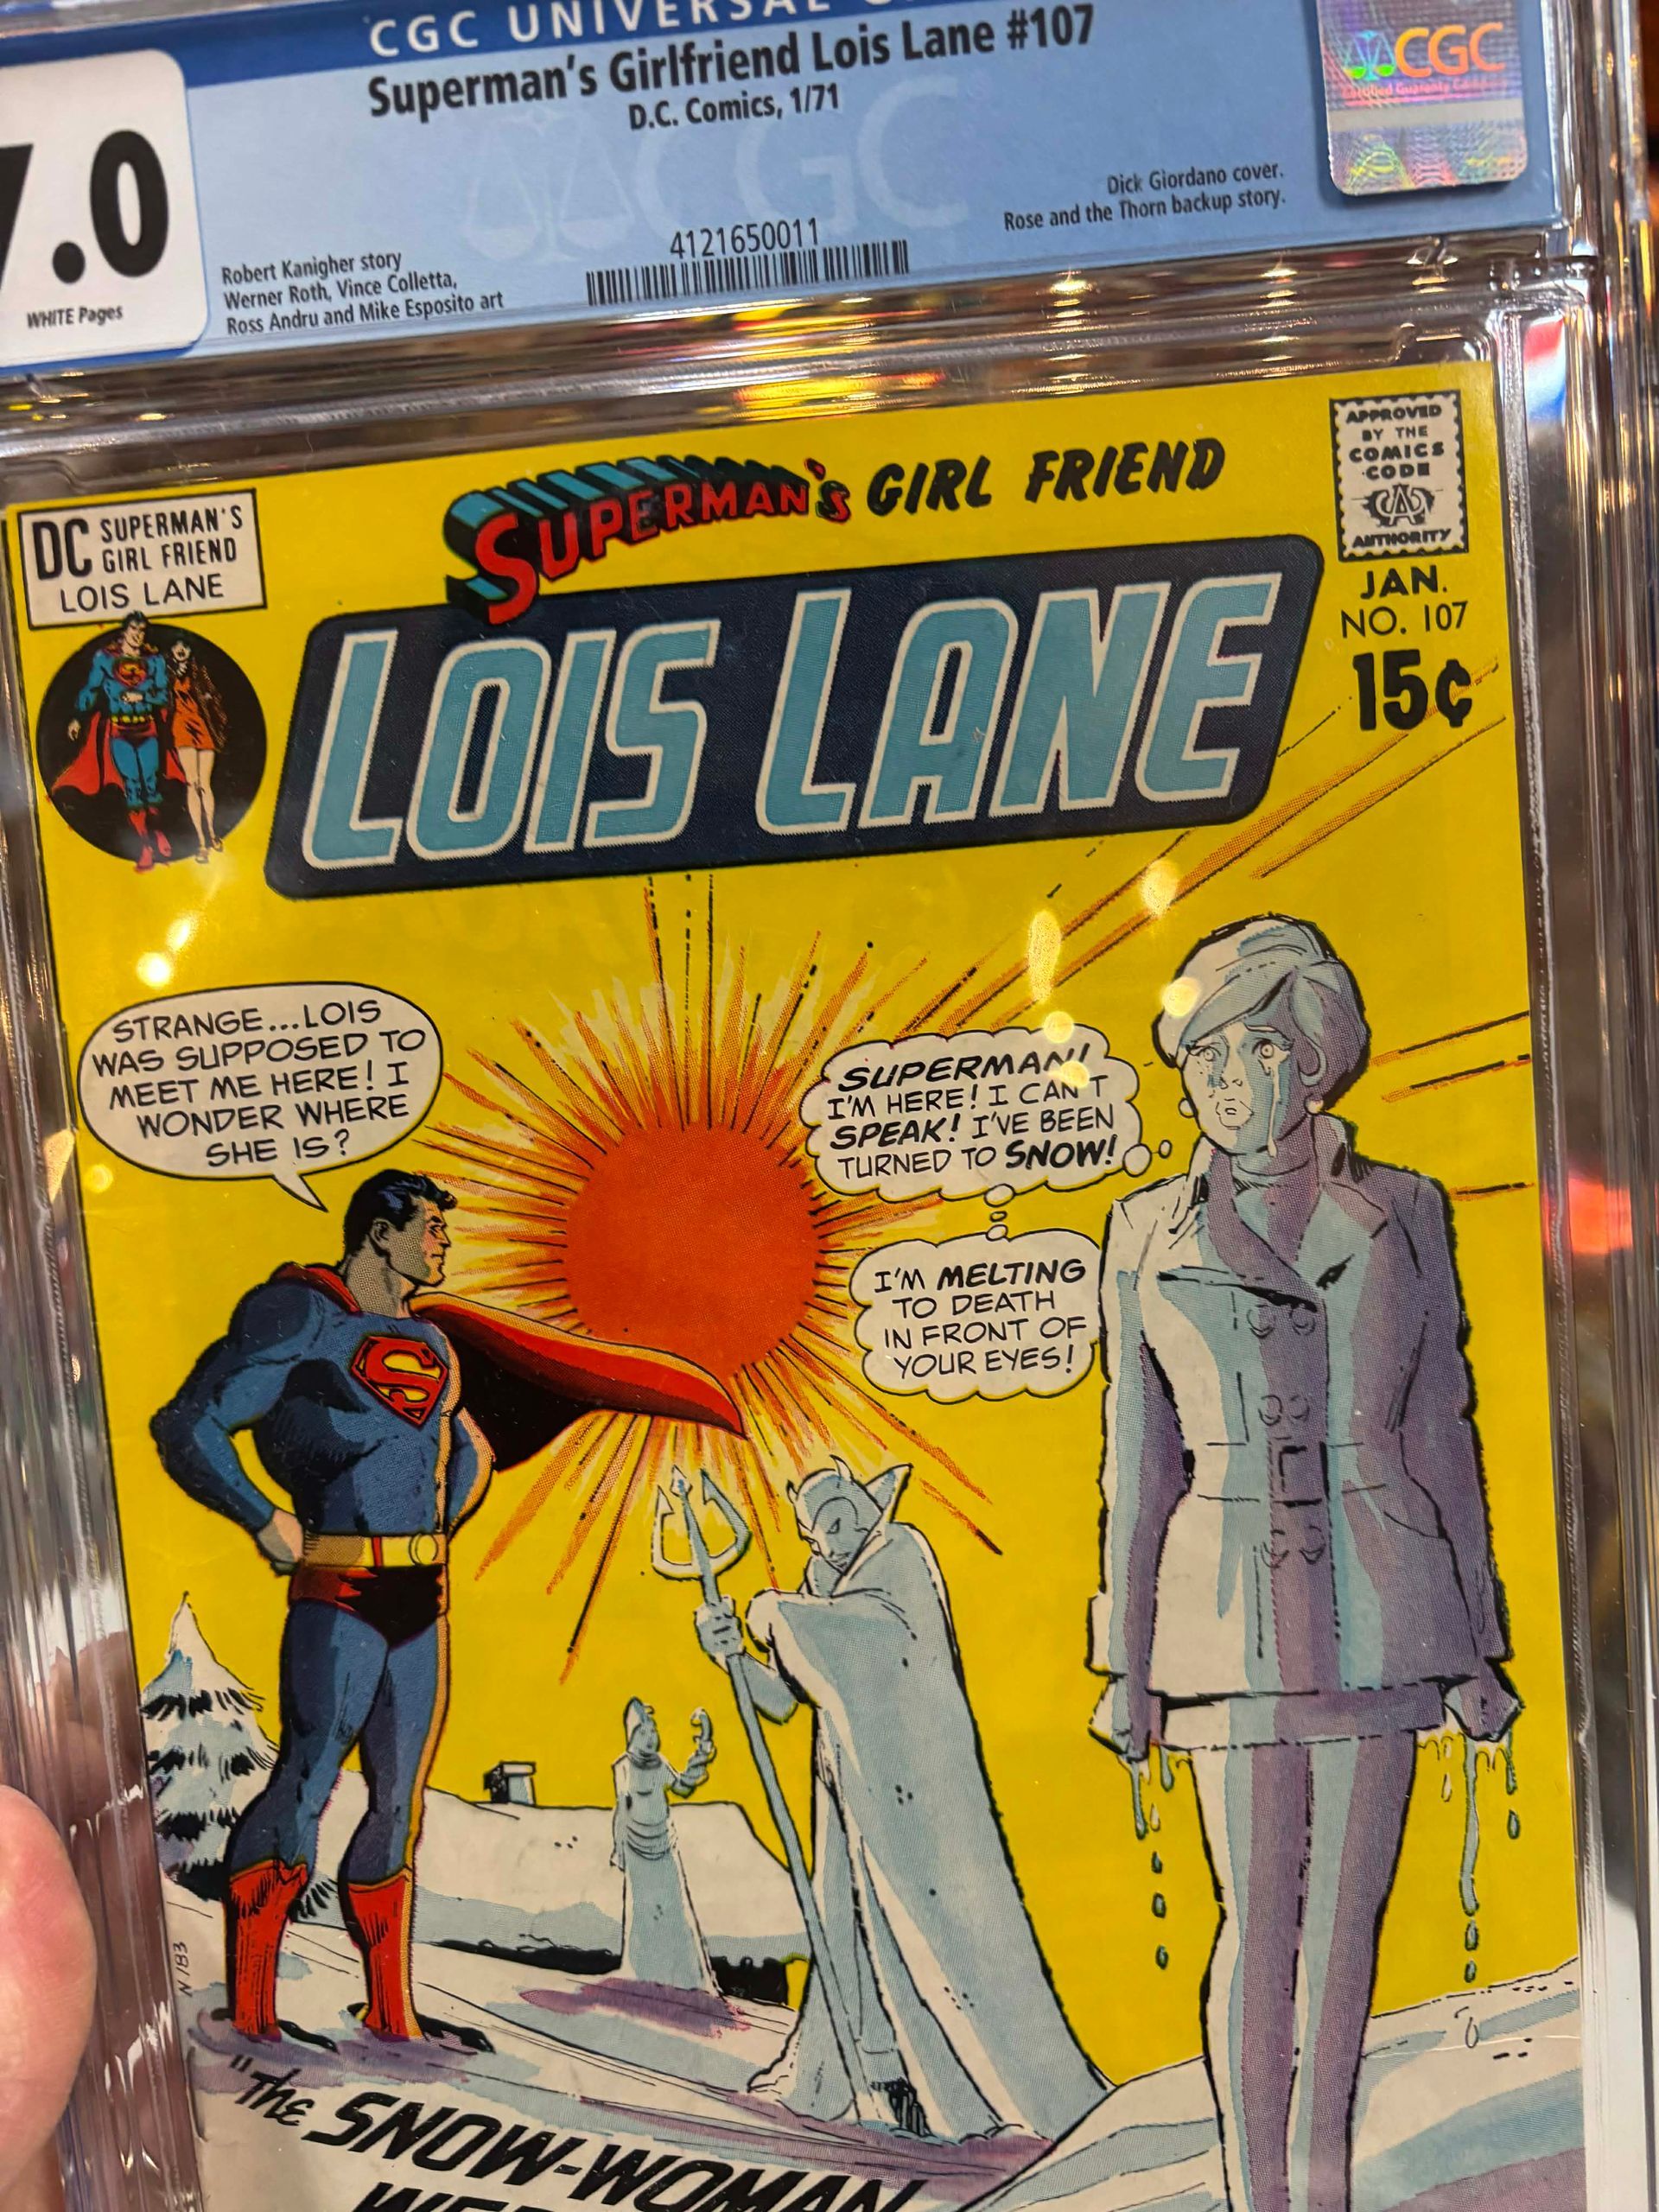 CGC UNIVERSAL
Superman's Girlfriend Lois Lane #107
D.C. Comics, 1/71
7.0
WHITE Pages
Robert Kanigher story
Werner Roth, Vince Colletta,
Ross Andru and Mike Esposito art
4121650011
Dick Giordano cover.
Rose and the Thorn backup story.
CGC
CGC
DC SUPERMAN'S
GIRL FRIEND
LOIS LANE
SUPERMAN'S GIRL FRIEND
LOIS LANE
APPROVED
BY THE
COMICS
CODE
CA
AUTHORITY
JAN.
NO. 107
15¢
STRANGE...LOIS
WAS SUPPOSED TO
MEET ME HERE! I
WONDER WHERE
SHE IS?
SUPERMAN!
I'M HERE! I CAN'T
SPEAK! I'VE BEEN
TURNED TO SNOW!
I'M MELTING
TO DEATH
IN FRONT OF
YOUR EYES!
S
N 183
"The SNOW-WOMAN